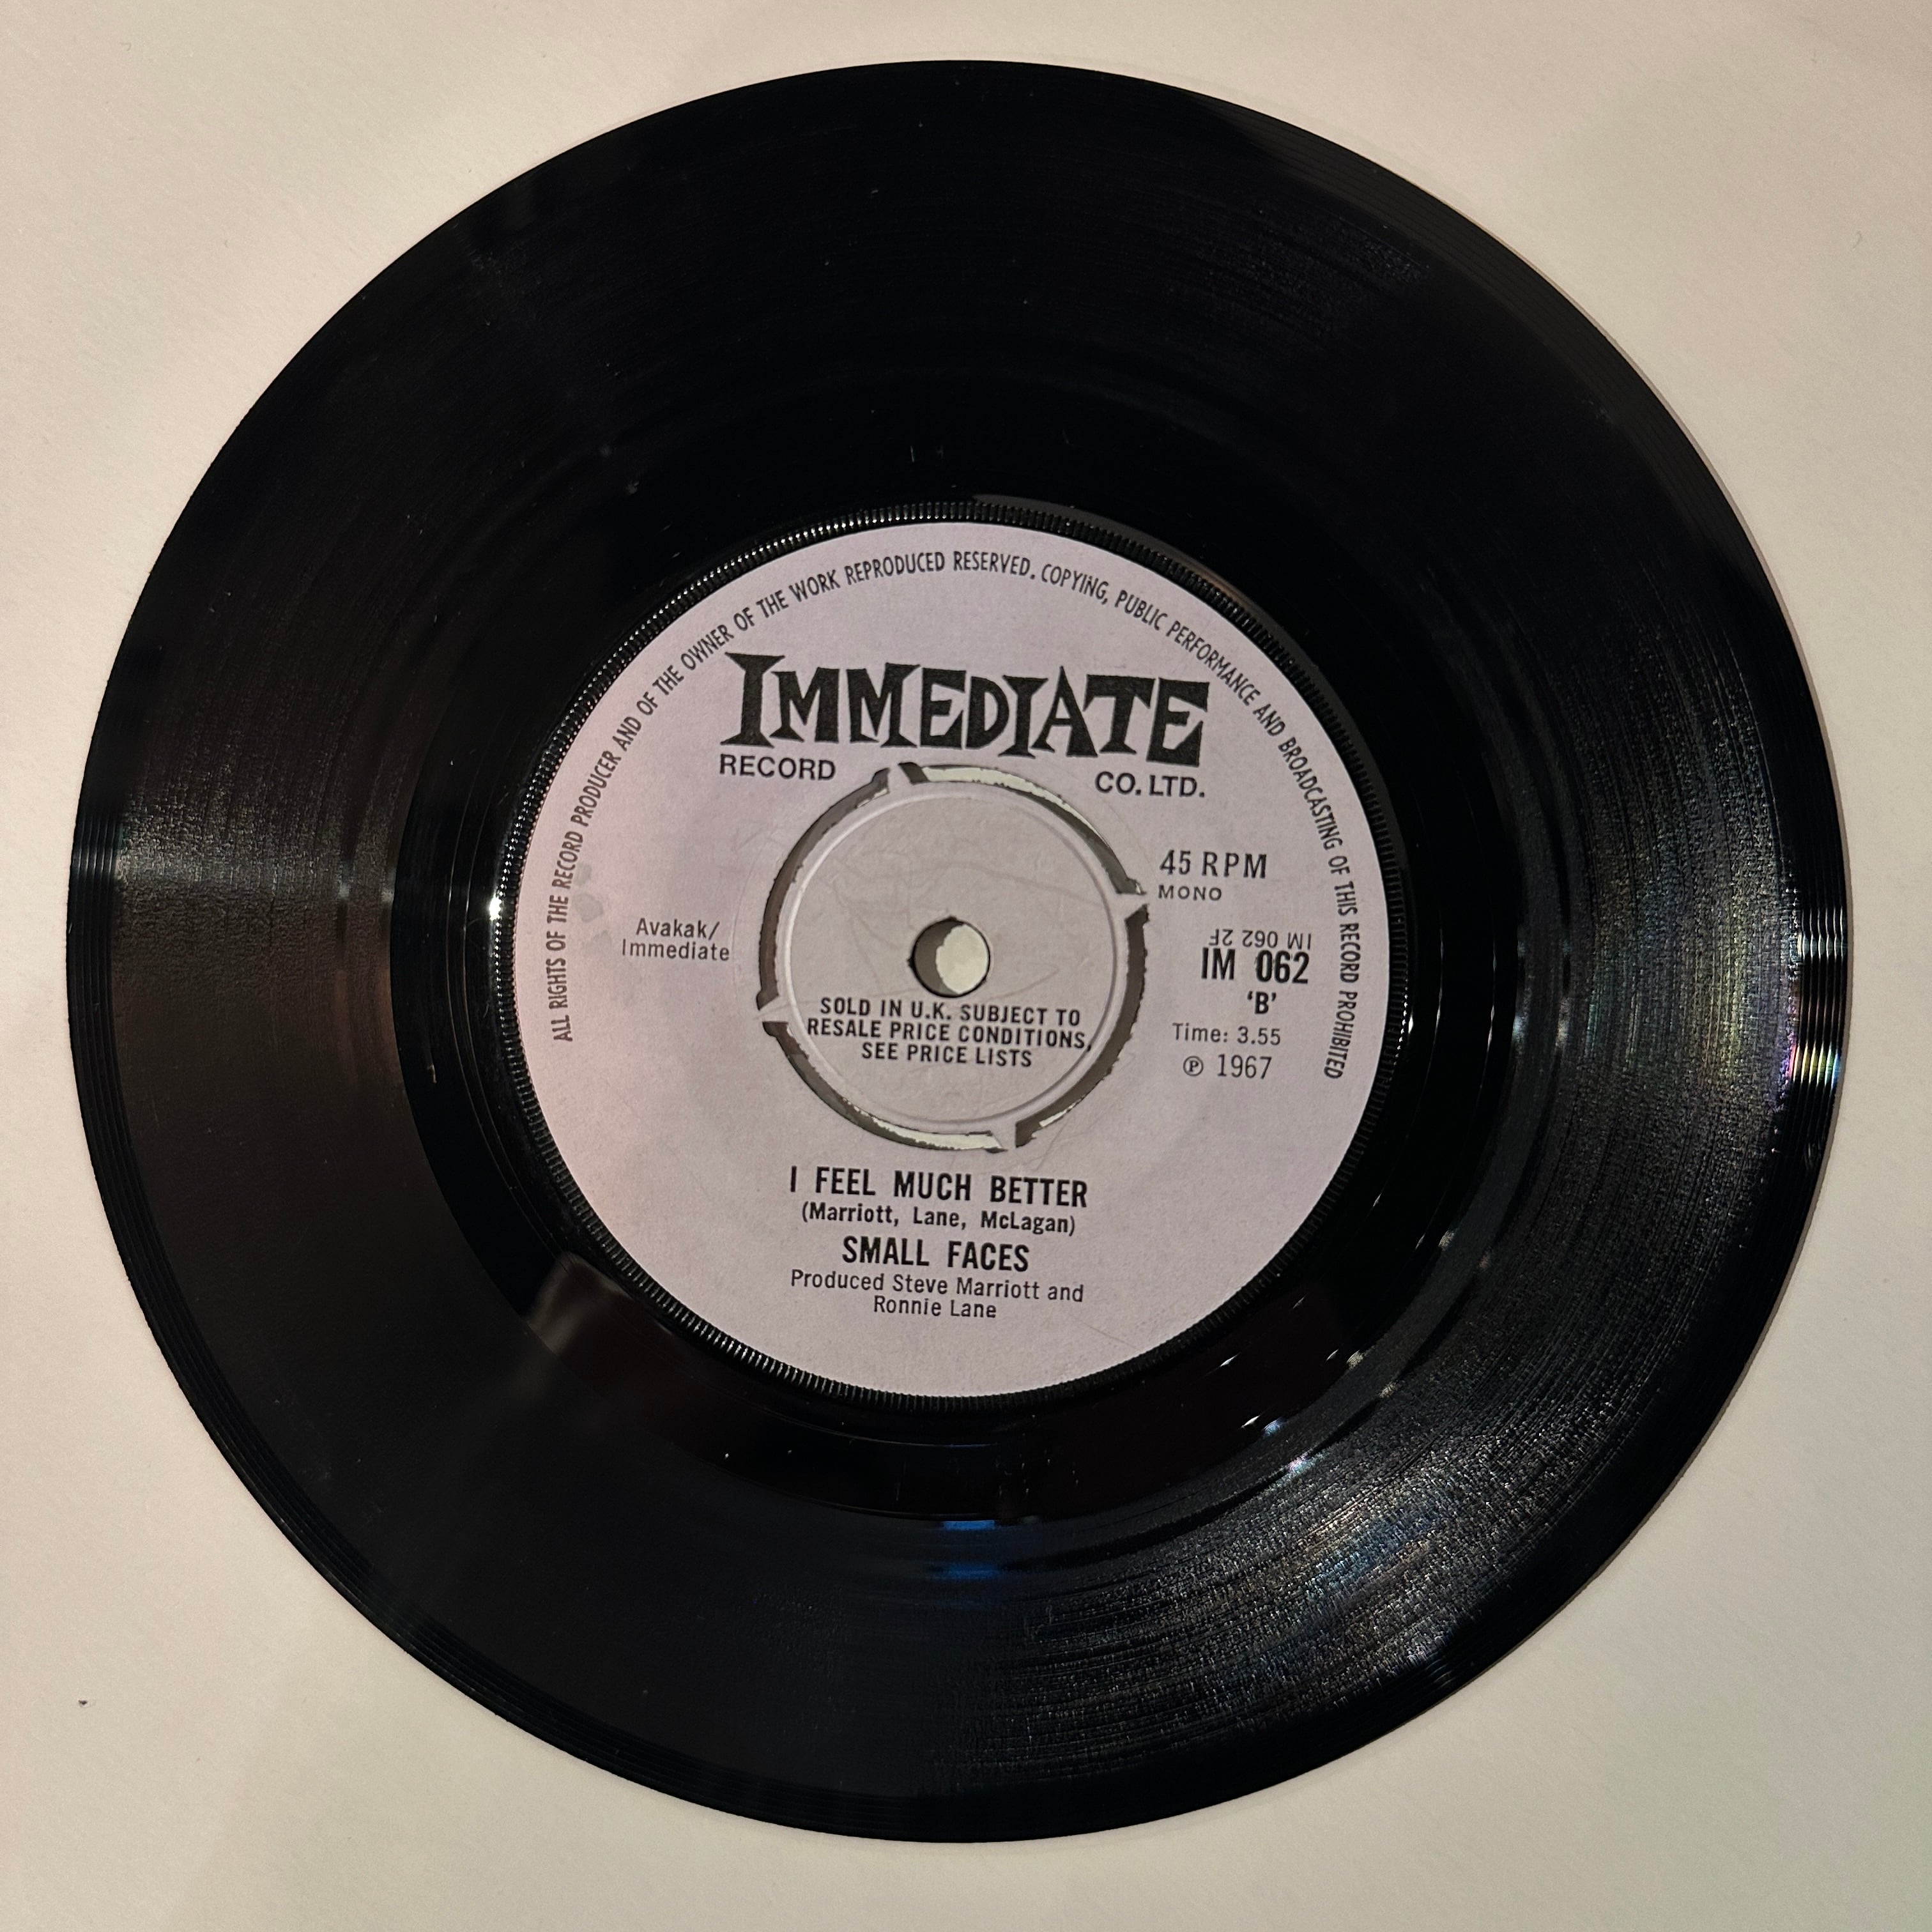 ALL RIGHTS OF THE RECORD PRODUCER AND OF THE OWNER OF THE WORK REPRODUCED RESERVED. COPYING, PUBLIC PERFORMANCE AND BROADCASTING OF THIS RECORD PROHIBITED
IMMEDIATE
RECORD CO. LTD.
45 RPM
MONO
Avakak/
Immediate
IM 062 2F
IM 062
'B'
Time: 3.55
℗ 1967
SOLD IN U.K. SUBJECT TO
RESALE PRICE CONDITIONS,
SEE PRICE LISTS
I FEEL MUCH BETTER
(Marriott, Lane, McLagan)
SMALL FACES
Produced Steve Marriott and
Ronnie Lane